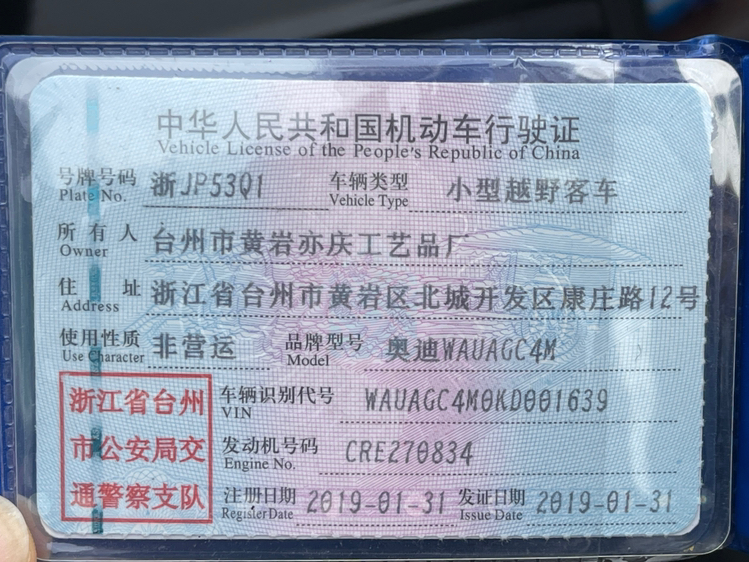 中华人民共和国机动车行驶证
Vehicle License of the People's Republic of China
号牌号码 浙JP53Q1 车辆类型 小型越野客车
Plate No. Vehicle Type
所有人 台州市黄岩亦庆工艺品厂
Owner
住址 浙江省台州市黄岩区北城开发区康庄路12号
Address
使用性质 非营运 品牌型号 奥迪WAUAGC4M
Use Character Model
浙江省台州
市公安局交
通警察支队
车辆识别代号 WAUAGC4M0KD001639
VIN
发动机号码 CRE270834
Engine No.
注册日期 2019-01-31 发证日期 2019-01-31
Register Date Issue Date